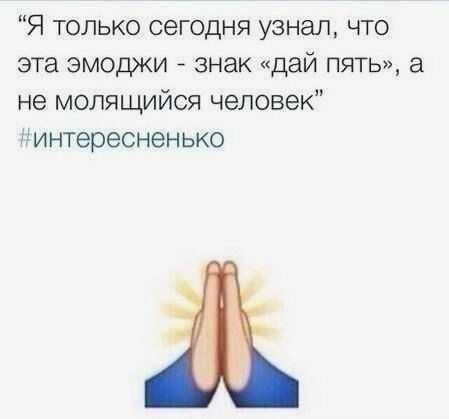 “Я только сегодня узнал, что
эта эмоджи - знак «дай пять», а
не молящийся человек”
#интересненько